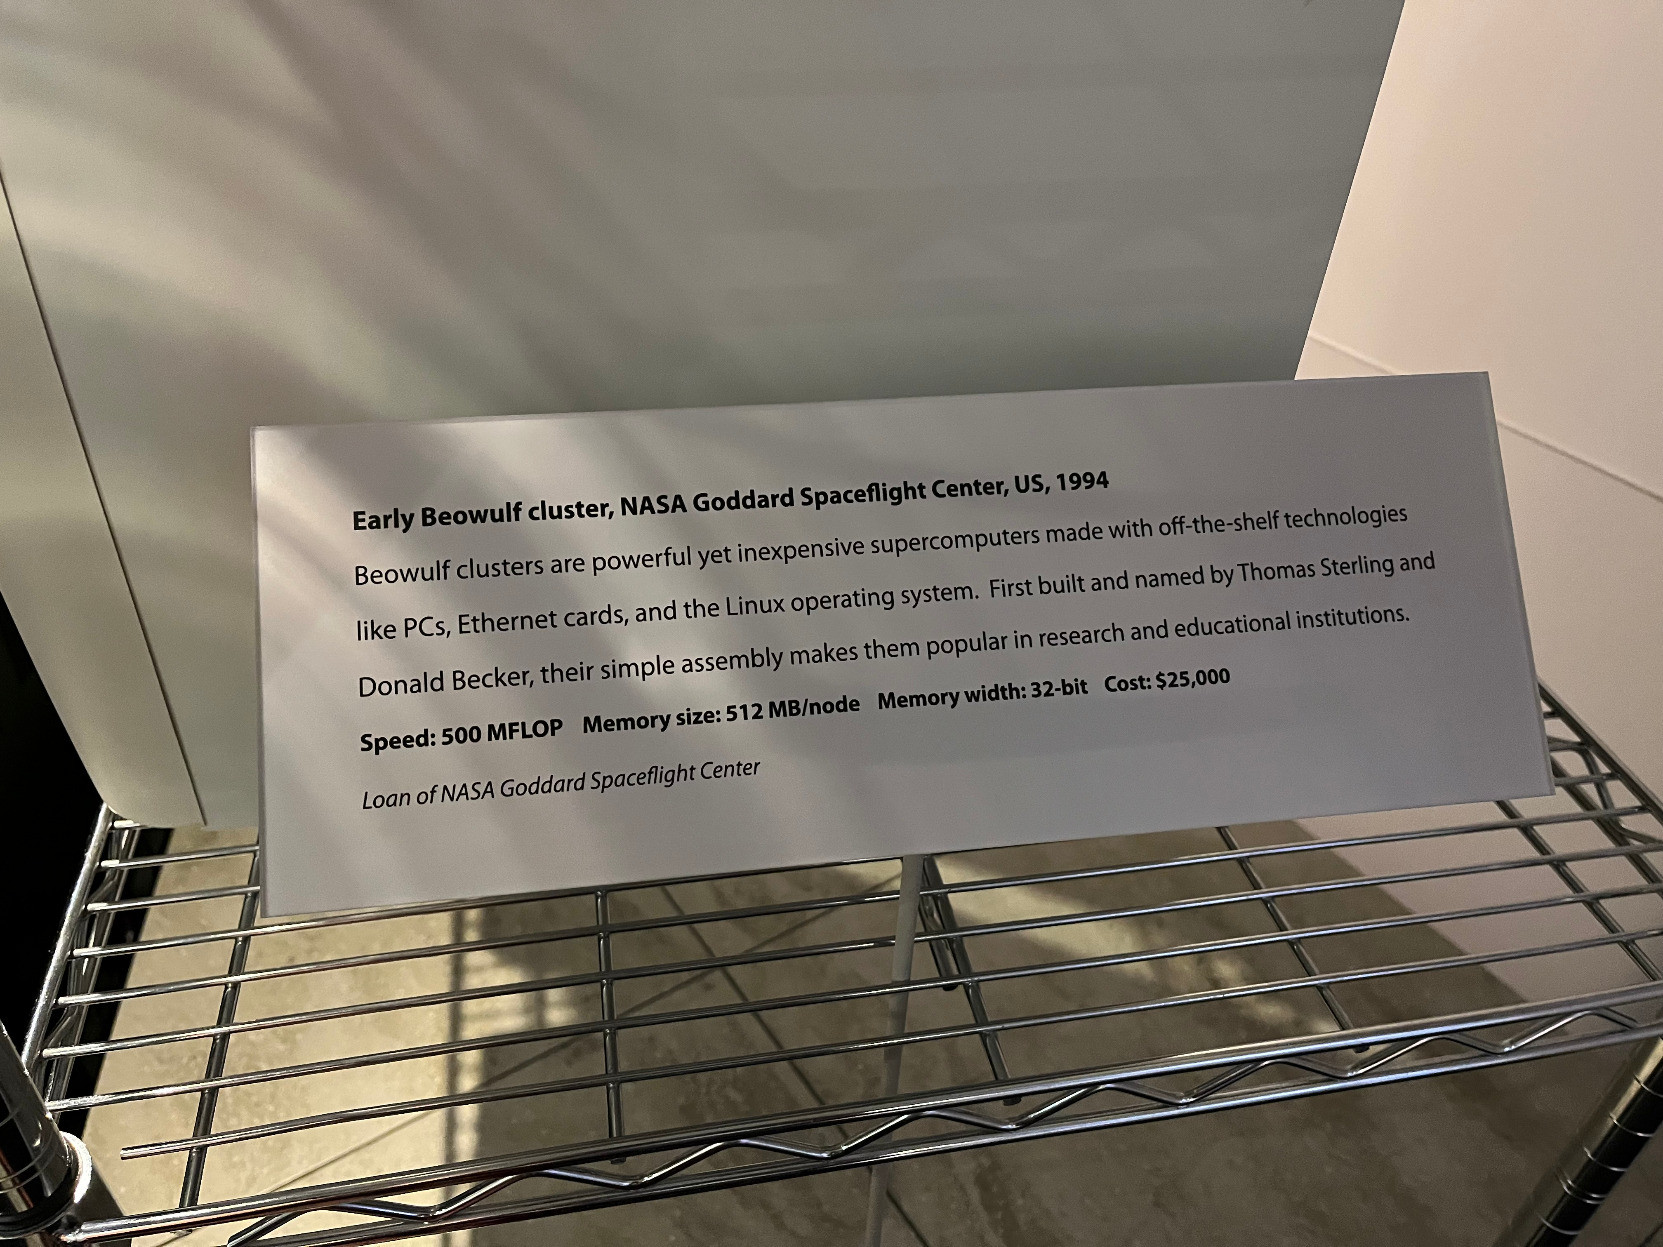 Early Beowulf cluster, NASA Goddard Spaceflight Center, US, 1994
Beowulf clusters are powerful yet inexpensive supercomputers made with off-the-shelf technologies
like PCs, Ethernet cards, and the Linux operating system. First built and named by Thomas Sterling and
Donald Becker, their simple assembly makes them popular in research and educational institutions.
Speed: 500 MFLOP Memory size: 512 MB/node Memory width: 32-bit Cost: $25,000
Loan of NASA Goddard Spaceflight Center